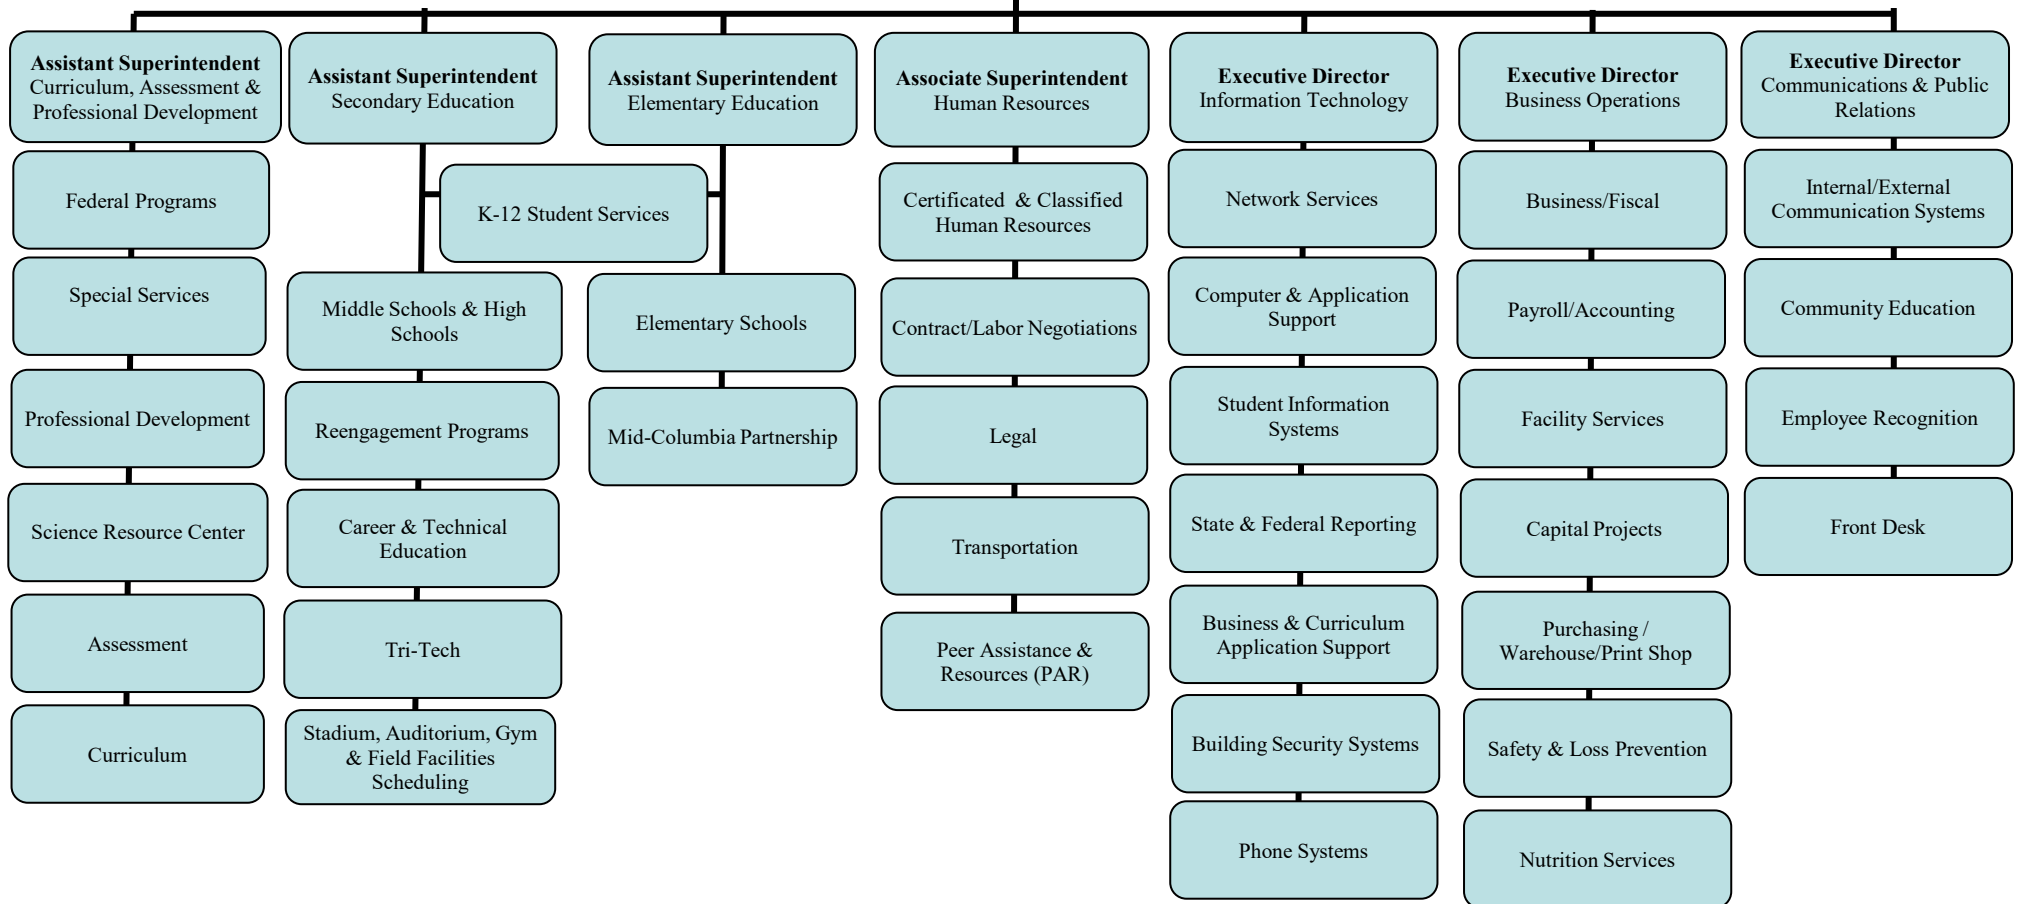 Assistant Superintendent
Curriculum, Assessment &
Professional Development
Federal Programs
Special Services
Professional Development
Science Resource Center
Assessment
Curriculum
Assistant Superintendent
Secondary Education
K-12 Student Services
Middle Schools & High
Schools
Reengagement Programs
Career & Technical
Education
Tri-Tech
Stadium, Auditorium, Gym
& Field Facilities
Scheduling
Assistant Superintendent
Elementary Education
Elementary Schools
Mid-Columbia Partnership
Associate Superintendent
Human Resources
Certificated & Classified
Human Resources
Contract/Labor Negotiations
Legal
Transportation
Peer Assistance &
Resources (PAR)
Executive Director
Information Technology
Network Services
Computer & Application
Support
Student Information
Systems
State & Federal Reporting
Business & Curriculum
Application Support
Building Security Systems
Phone Systems
Executive Director
Business Operations
Business/Fiscal
Payroll/Accounting
Facility Services
Capital Projects
Purchasing /
Warehouse/Print Shop
Safety & Loss Prevention
Nutrition Services
Executive Director
Communications & Public
Relations
Internal/External
Communication Systems
Community Education
Employee Recognition
Front Desk